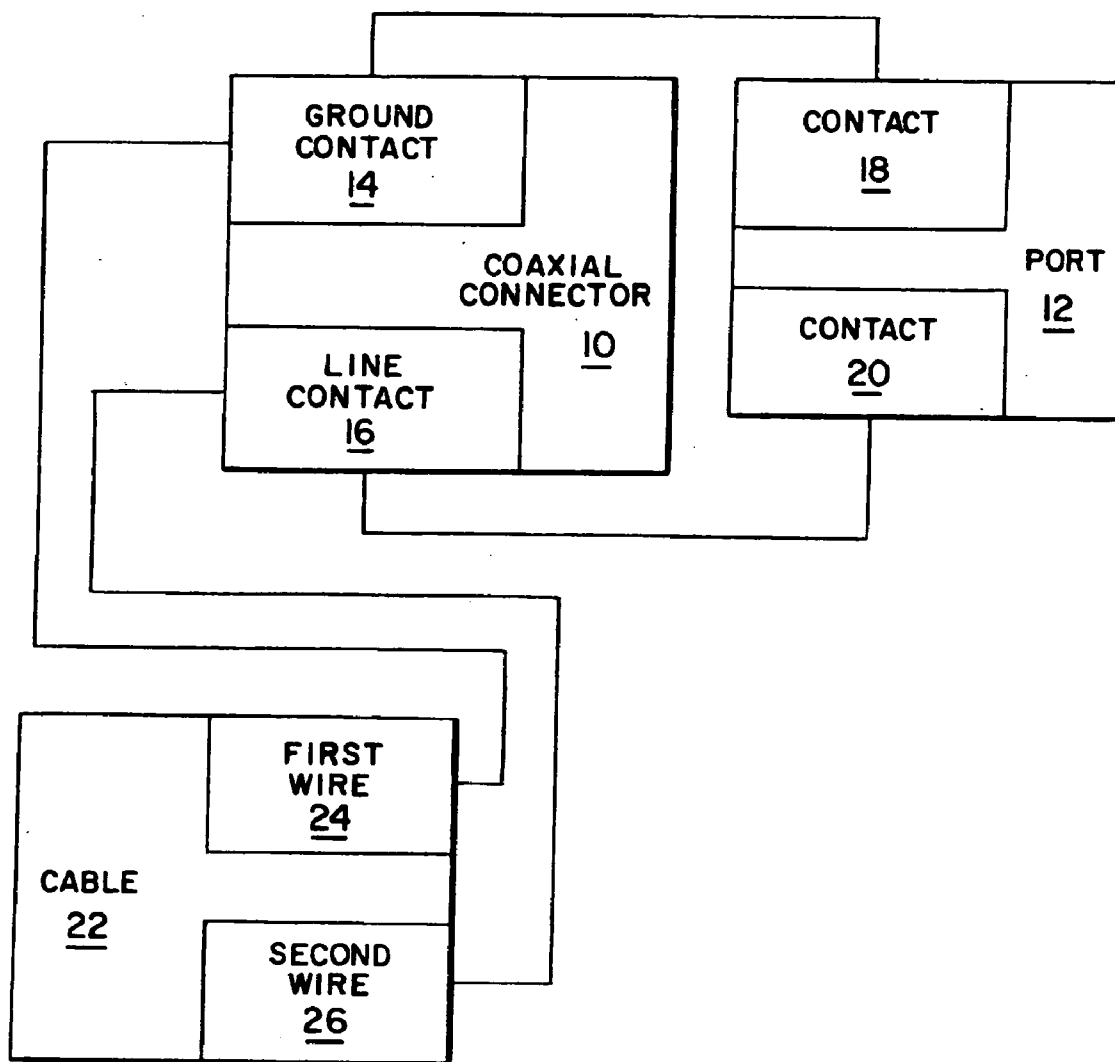 GROUND
CONTACT
14
COAXIAL
CONNECTOR
10
LINE
CONTACT
16
CONTACT
18
PORT
12
CONTACT
20
FIRST
WIRE
24
CABLE
22
SECOND
WIRE
26